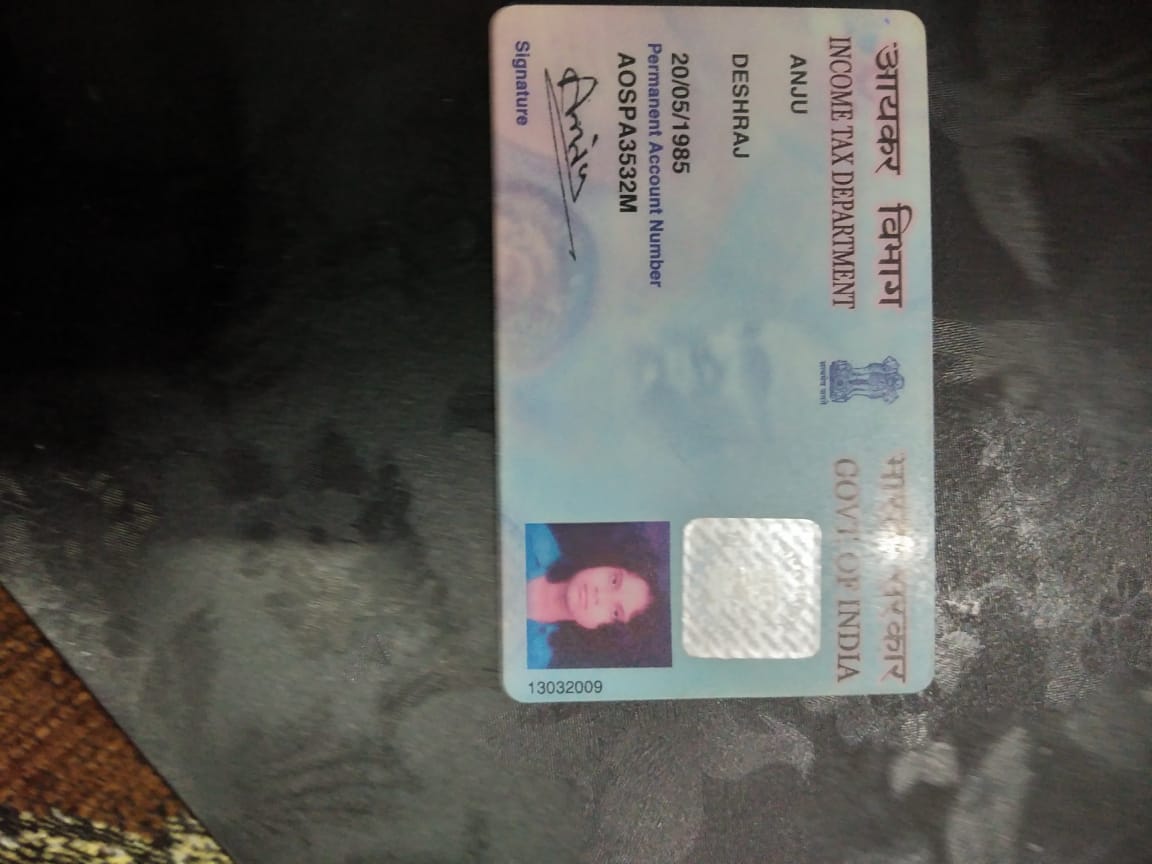 आयकर विभाग
INCOME TAX DEPARTMENT
सत्यमेव जयते
भारत सरकार
GOVT. OF INDIA
ANJU
DESHRAJ
20/05/1985
Permanent Account Number
AOSPA3532M
Anju
Signature
13032009